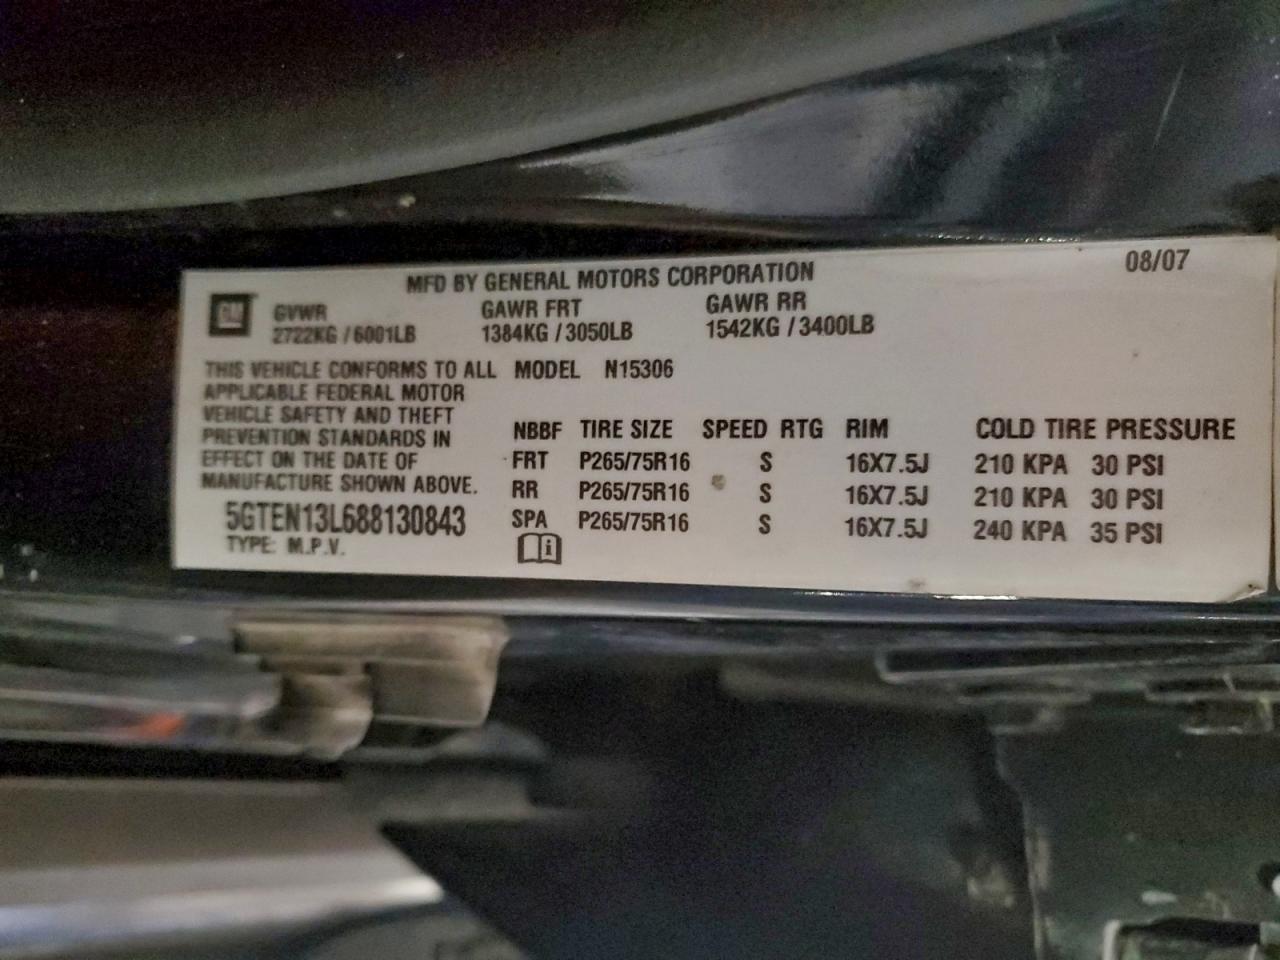 MFD BY GENERAL MOTORS CORPORATION 08/07
GM GVWR GAWR FRT GAWR RR
2722KG / 6001LB 1384KG / 3050LB 1542KG / 3400LB
THIS VEHICLE CONFORMS TO ALL MODEL N15306
APPLICABLE FEDERAL MOTOR
VEHICLE SAFETY AND THEFT
PREVENTION STANDARDS IN NBBF TIRE SIZE SPEED RTG RIM COLD TIRE PRESSURE
EFFECT ON THE DATE OF FRT P265/75R16 S 16X7.5J 210 KPA 30 PSI
MANUFACTURE SHOWN ABOVE. RR P265/75R16 S 16X7.5J 210 KPA 30 PSI
5GTEN13L688130843 SPA P265/75R16 S 16X7.5J 240 KPA 35 PSI
TYPE: M.P.V.